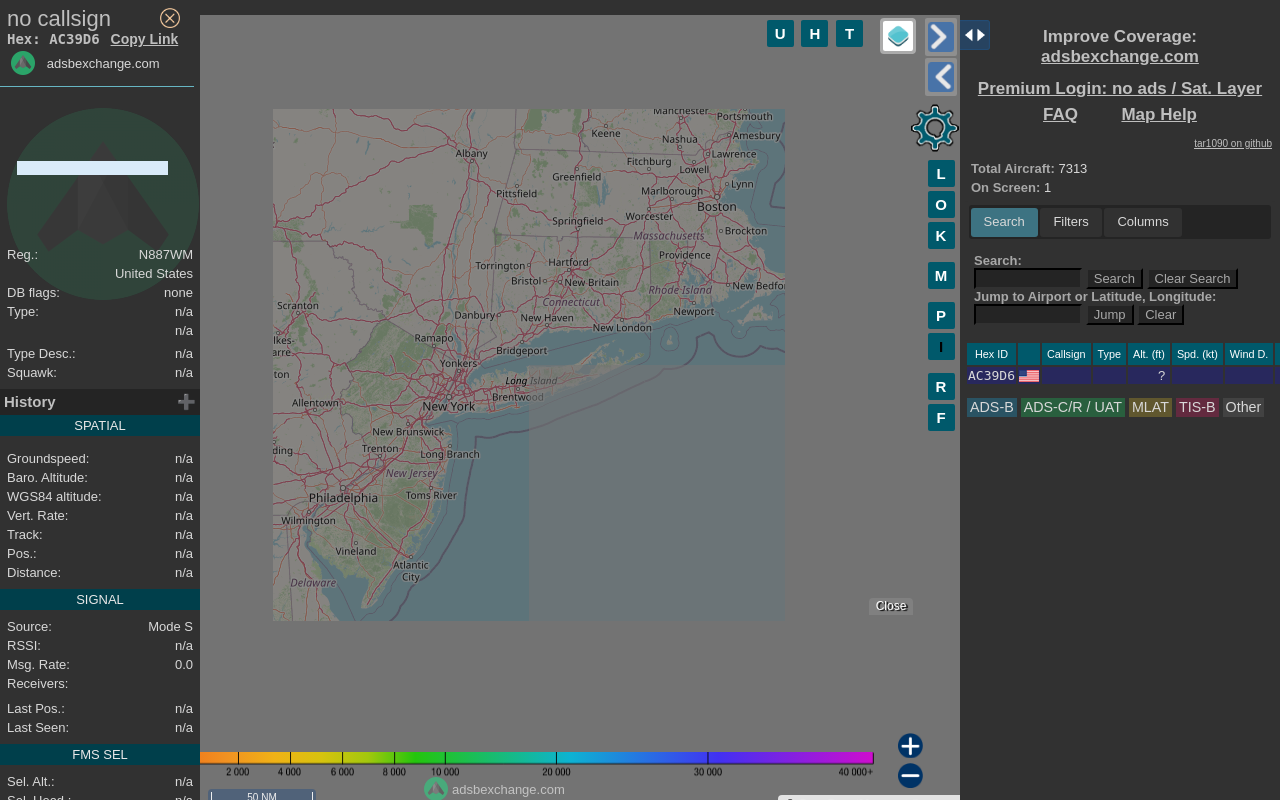 no callsign
Hex: AC39D6 Copy Link
adsbexchange.com
Reg.: N887WM
United States
DB flags: none
Type: n/a
n/a
Type Desc.: n/a
Squawk: n/a
History
SPATIAL
Groundspeed: n/a
Baro. Altitude: n/a
WGS84 altitude: n/a
Vert. Rate: n/a
Track: n/a
Pos.: n/a
Distance: n/a
SIGNAL
Source: Mode S
RSSI: n/a
Msg. Rate: 0.0
Receivers:
Last Pos.: n/a
Last Seen: n/a
FMS SEL
Sel. Alt.: n/a
U H T
L
O
K
M
P
I
R
F
Manchester
Portsmouth
Keene
Nashua
Amesbury
Albany
Fitchburg
Lawrence
Lowell
Greenfield
Lynn
Pittsfield
Marlborough
Boston
Springfield
Worcester
Brockton
Massachusetts
Providence
Torrington
Hartford
Bristol
New Britain
Rhode Island
New Bedfo
Scranton
Connecticut
Danbury
New Haven
Newport
New London
Ramapo
lkes-
arre
Bridgeport
Yonkers
ton
Long Island
Brentwood
Allentown
New York
New Brunswick
Trenton
Long Branch
ding
New Jersey
Philadelphia
Toms River
Wilmington
Vineland
Atlantic
City
Delaware
Close
2 000 4 000 6 000 8 000 10 000 20 000 30 000 40 000+
adsbexchange.com
50 NM
Improve Coverage:
adsbexchange.com
Premium Login: no ads / Sat. Layer
FAQ Map Help
tar1090 on github
Total Aircraft: 7313
On Screen: 1
Search Filters Columns
Search:
Search Clear Search
Jump to Airport or Latitude, Longitude:
Jump Clear
Hex ID Callsign Type Alt. (ft) Spd. (kt) Wind D.
AC39D6 ?
ADS-B ADS-C/R / UAT MLAT TIS-B Other